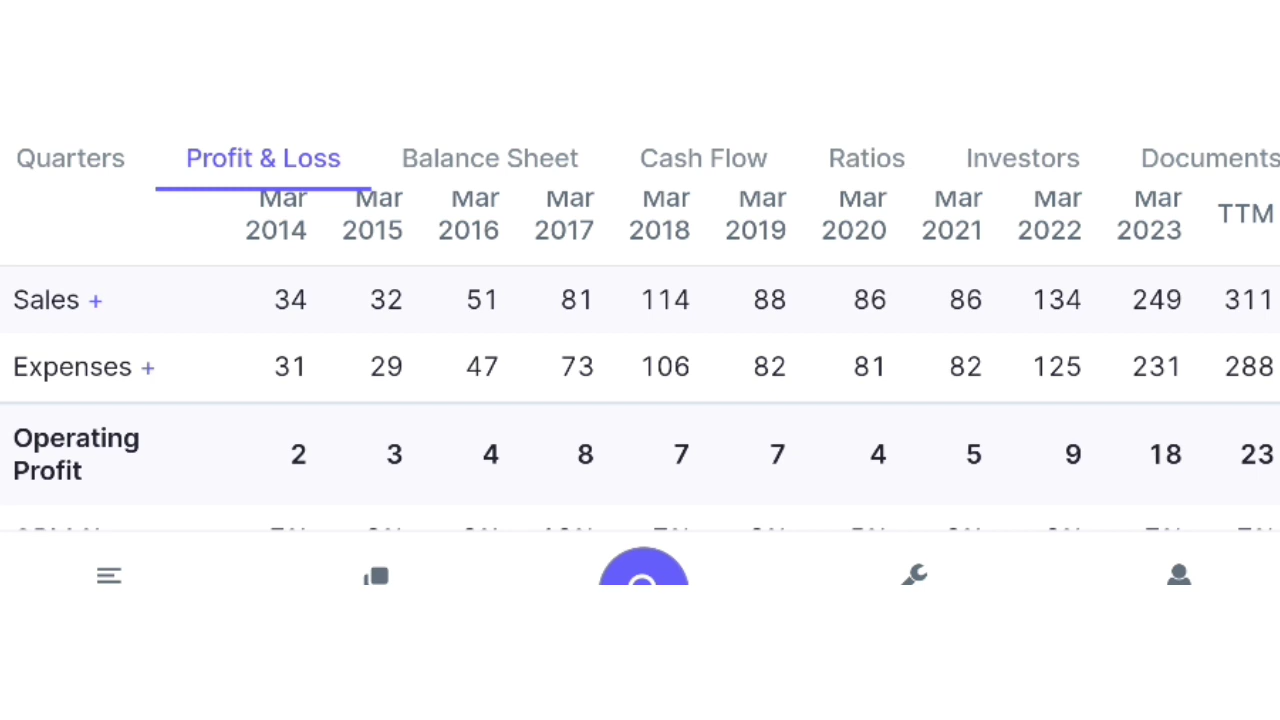 Quarters Profit & Loss Balance Sheet Cash Flow Ratios Investors Documents
Mar 2014 Mar 2015 Mar 2016 Mar 2017 Mar 2018 Mar 2019 Mar 2020 Mar 2021 Mar 2022 Mar 2023 TTM
Sales + 34 32 51 81 114 88 86 86 134 249 311
Expenses + 31 29 47 73 106 82 81 82 125 231 288
Operating Profit 2 3 4 8 7 7 4 5 9 18 23